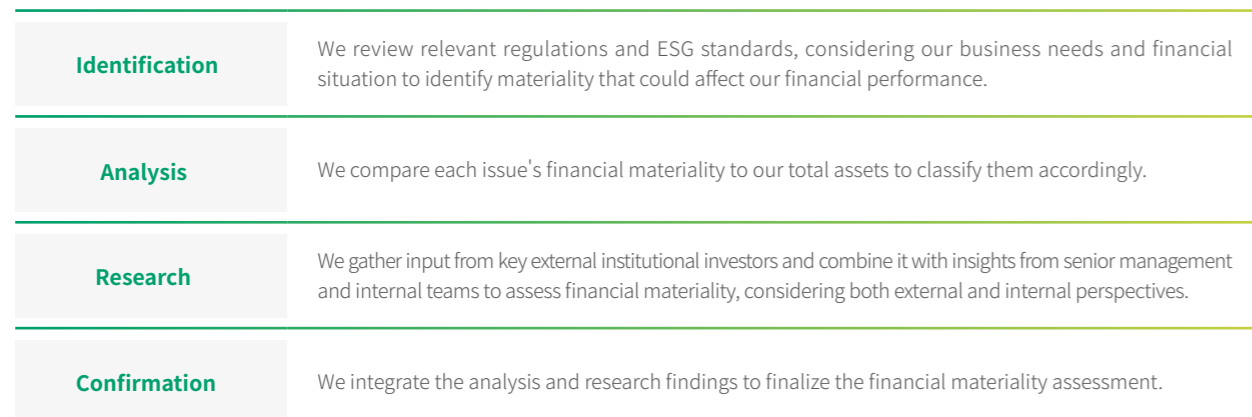 Identification
We review relevant regulations and ESG standards, considering our business needs and financial
situation to identify materiality that could affect our financial performance.
Analysis
We compare each issue's financial materiality to our total assets to classify them accordingly.
Research
We gather input from key external institutional investors and combine it with insights from senior management
and internal teams to assess financial materiality, considering both external and internal perspectives.
Confirmation
We integrate the analysis and research findings to finalize the financial materiality assessment.